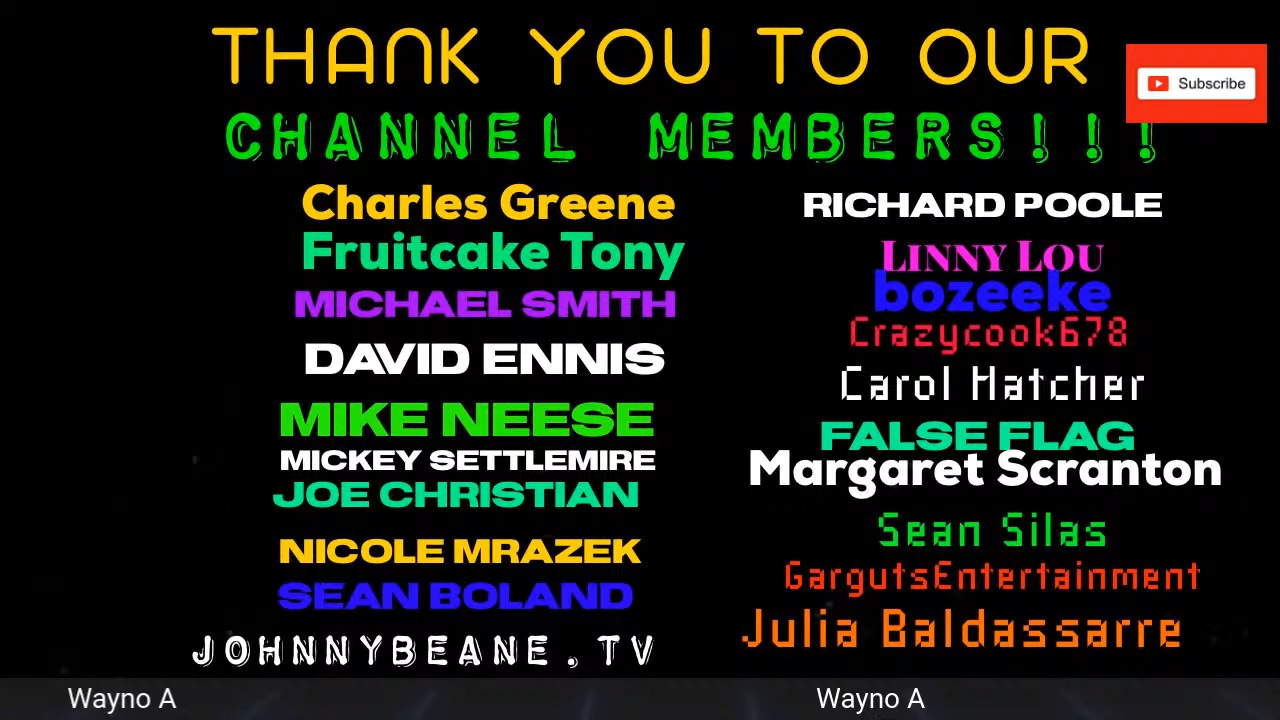 THANK YOU TO OUR
Subscribe
CHANNEL MEMBERS!!!
Charles Greene
Fruitcake Tony
MICHAEL SMITH
DAVID ENNIS
MIKE NEESE
MICKEY SETTLEMIRE
JOE CHRISTIAN
NICOLE MRAZEK
SEAN BOLAND
JOHNNYBEANE.TV
RICHARD POOLE
LINNY LOU
bozeeke
Crazycook678
Carol Hatcher
FALSE FLAG
Margaret Scranton
Sean Silas
GargutsEntertainment
Julia Baldassarre
Wayno A
Wayno A